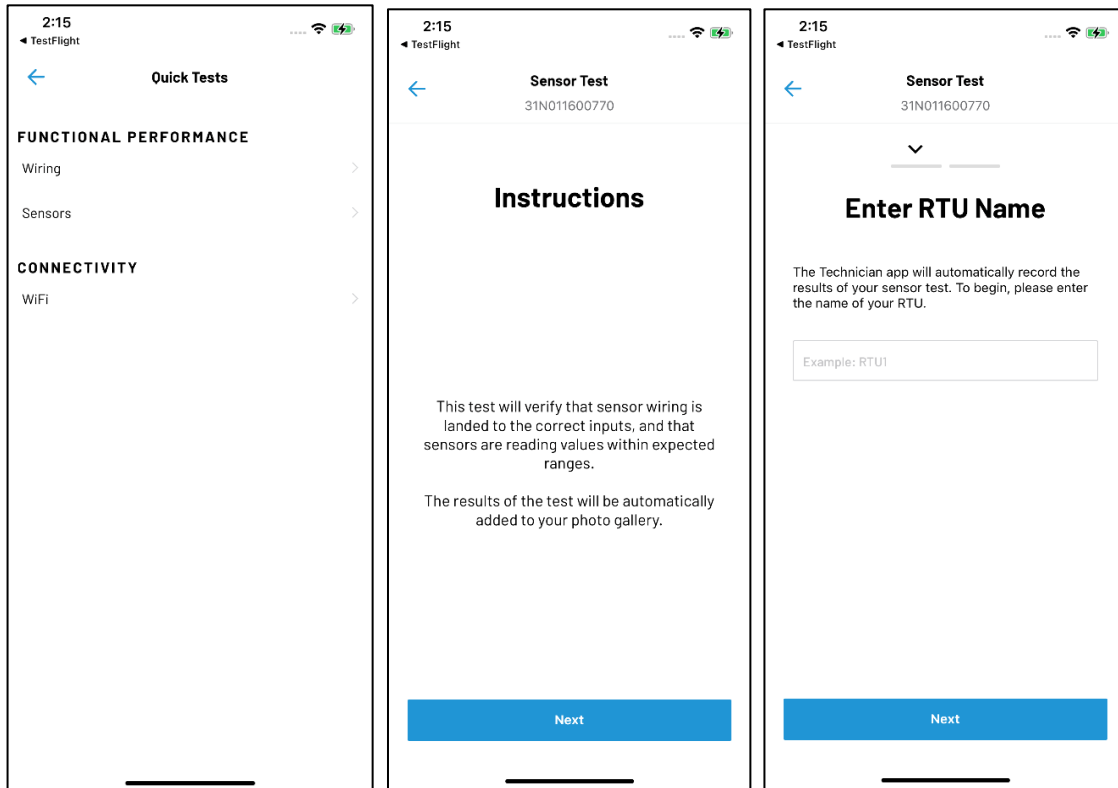 2:15
◄ TestFlight
Quick Tests
FUNCTIONAL PERFORMANCE
Wiring
Sensors
CONNECTIVITY
WiFi
2:15
◄ TestFlight
Sensor Test
31N011600770
Instructions
This test will verify that sensor wiring is
landed to the correct inputs, and that
sensors are reading values within expected
ranges.
The results of the test will be automatically
added to your photo gallery.
Next
2:15
◄ TestFlight
Sensor Test
31N011600770
Enter RTU Name
The Technician app will automatically record the
results of your sensor test. To begin, please enter
the name of your RTU.
Example: RTU1
Next